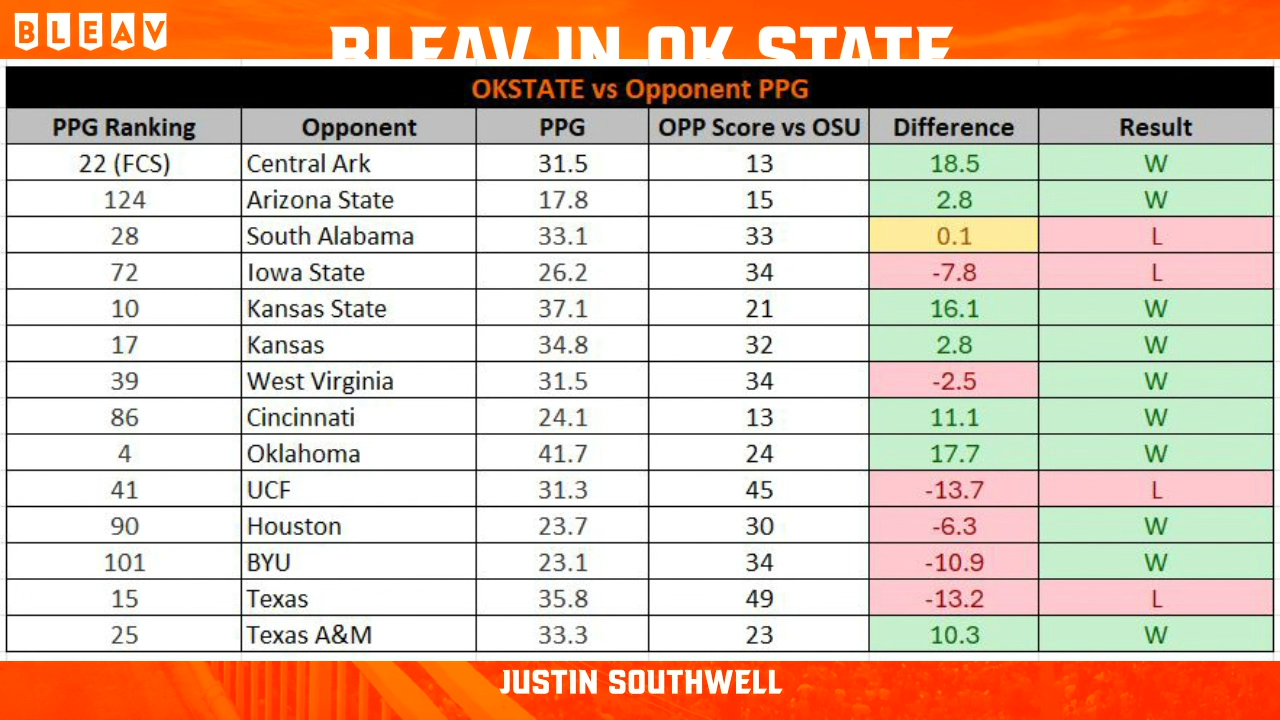 BLEAV
BLEAV IN OK STATE
OKSTATE vs Opponent PPG
PPG Ranking Opponent PPG OPP Score vs OSU Difference Result
22 (FCS) Central Ark 31.5 13 18.5 W
124 Arizona State 17.8 15 2.8 W
28 South Alabama 33.1 33 0.1 L
72 Iowa State 26.2 34 -7.8 L
10 Kansas State 37.1 21 16.1 W
17 Kansas 34.8 32 2.8 W
39 West Virginia 31.5 34 -2.5 W
86 Cincinnati 24.1 13 11.1 W
4 Oklahoma 41.7 24 17.7 W
41 UCF 31.3 45 -13.7 L
90 Houston 23.7 30 -6.3 W
101 BYU 23.1 34 -10.9 W
15 Texas 35.8 49 -13.2 L
25 Texas A&M 33.3 23 10.3 W
JUSTIN SOUTHWELL